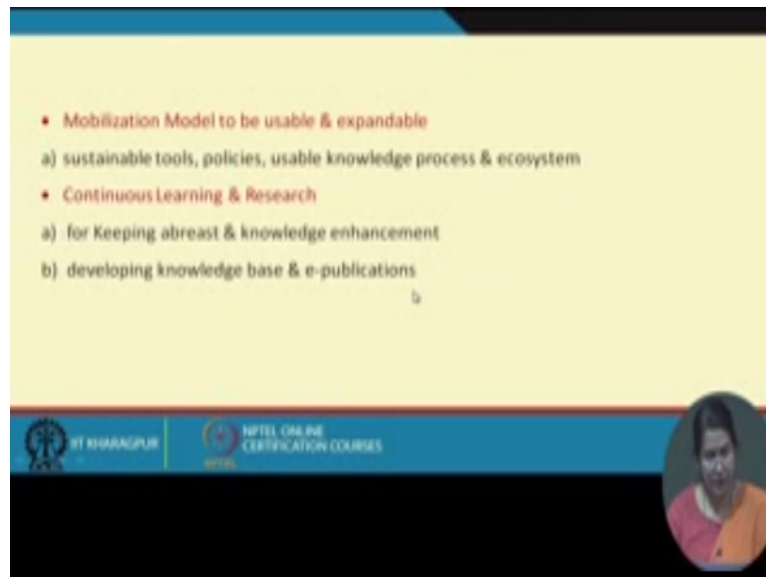 • Mobilization Model to be usable & expandable
a) sustainable tools, policies, usable knowledge process & ecosystem
• Continuous Learning & Research
a) for Keeping abreast & knowledge enhancement
b) developing knowledge base & e-publications
IIT KHARAGPUR
NPTEL ONLINE
CERTIFICATION COURSES
NPTEL